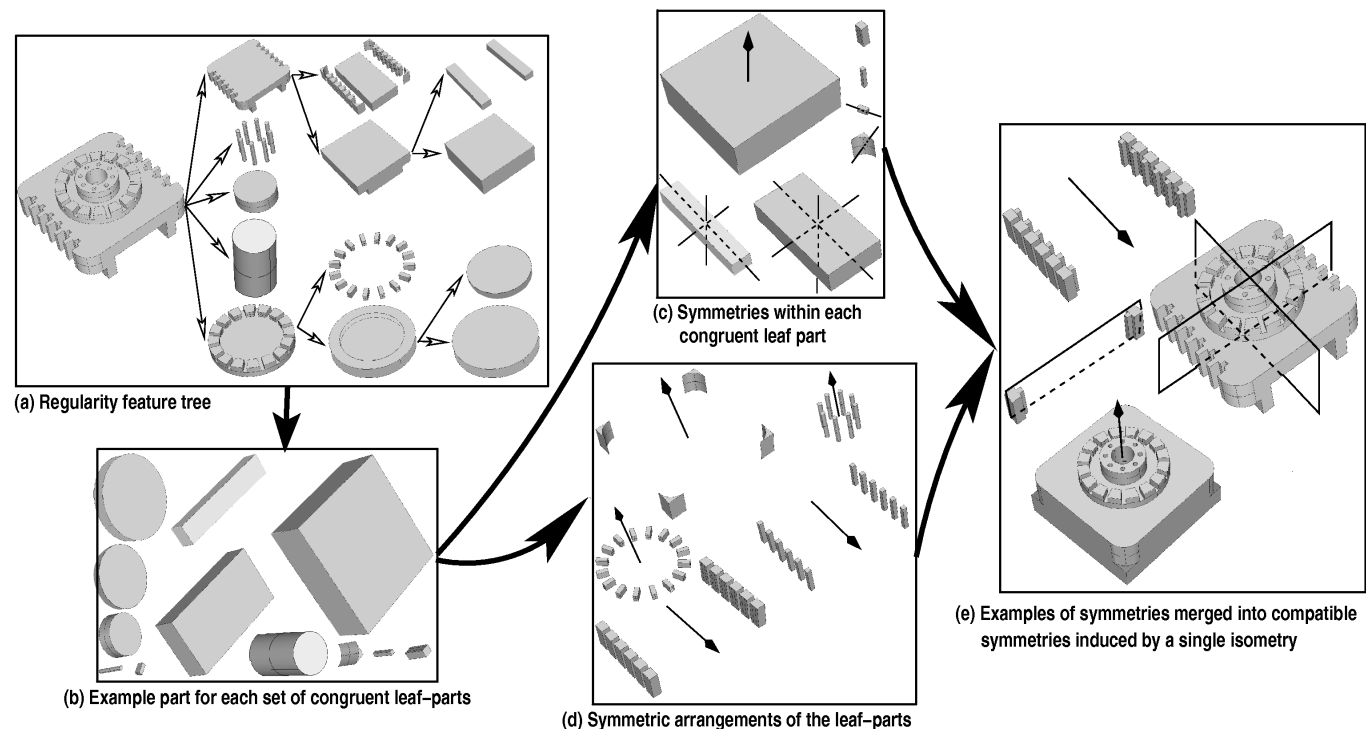 (a) Regularity feature tree
(b) Example part for each set of congruent leaf–parts
(c) Symmetries within each
congruent leaf part
(d) Symmetric arrangements of the leaf–parts
(e) Examples of symmetries merged into compatible
symmetries induced by a single isometry